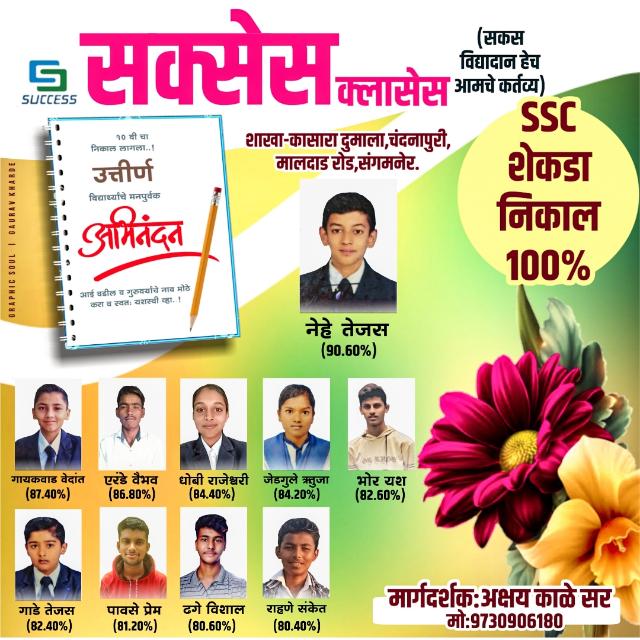 SUCCESS
सक्सेस
क्लासेस
(सकस
विद्यादान हेच
आमचे कर्तव्य)
शाखा-कासारा दुमाला,चंदनापुरी,
मालदाड रोड,संगमनेर.
SSC
शेकडा
निकाल
100%
१० वी चा
निकाल लागला..!
उत्तीर्ण
विद्यार्थ्यांचे मनपुर्वक
अभिनंदन
आई वडील व गुरुवर्यांचे नाव मोठे
करा व स्वतः यशस्वी व्हा. !
GRAPHIC SOUL | GAURAV KHARDE
नेहे तेजस
(90.60%)
गायकवाड वेदांत
(87.40%)
एरंडे वैभव
(86.80%)
धोबी राजेश्वरी
(84.40%)
जेडगुले ऋतुजा
(84.20%)
भोर यश
(82.60%)
गाडे तेजस
(82.40%)
पावसे प्रेम
(81.20%)
ढगे विशाल
(80.60%)
राहणे संकेत
(80.40%)
मार्गदर्शक:अक्षय काळे सर
मो:9730906180